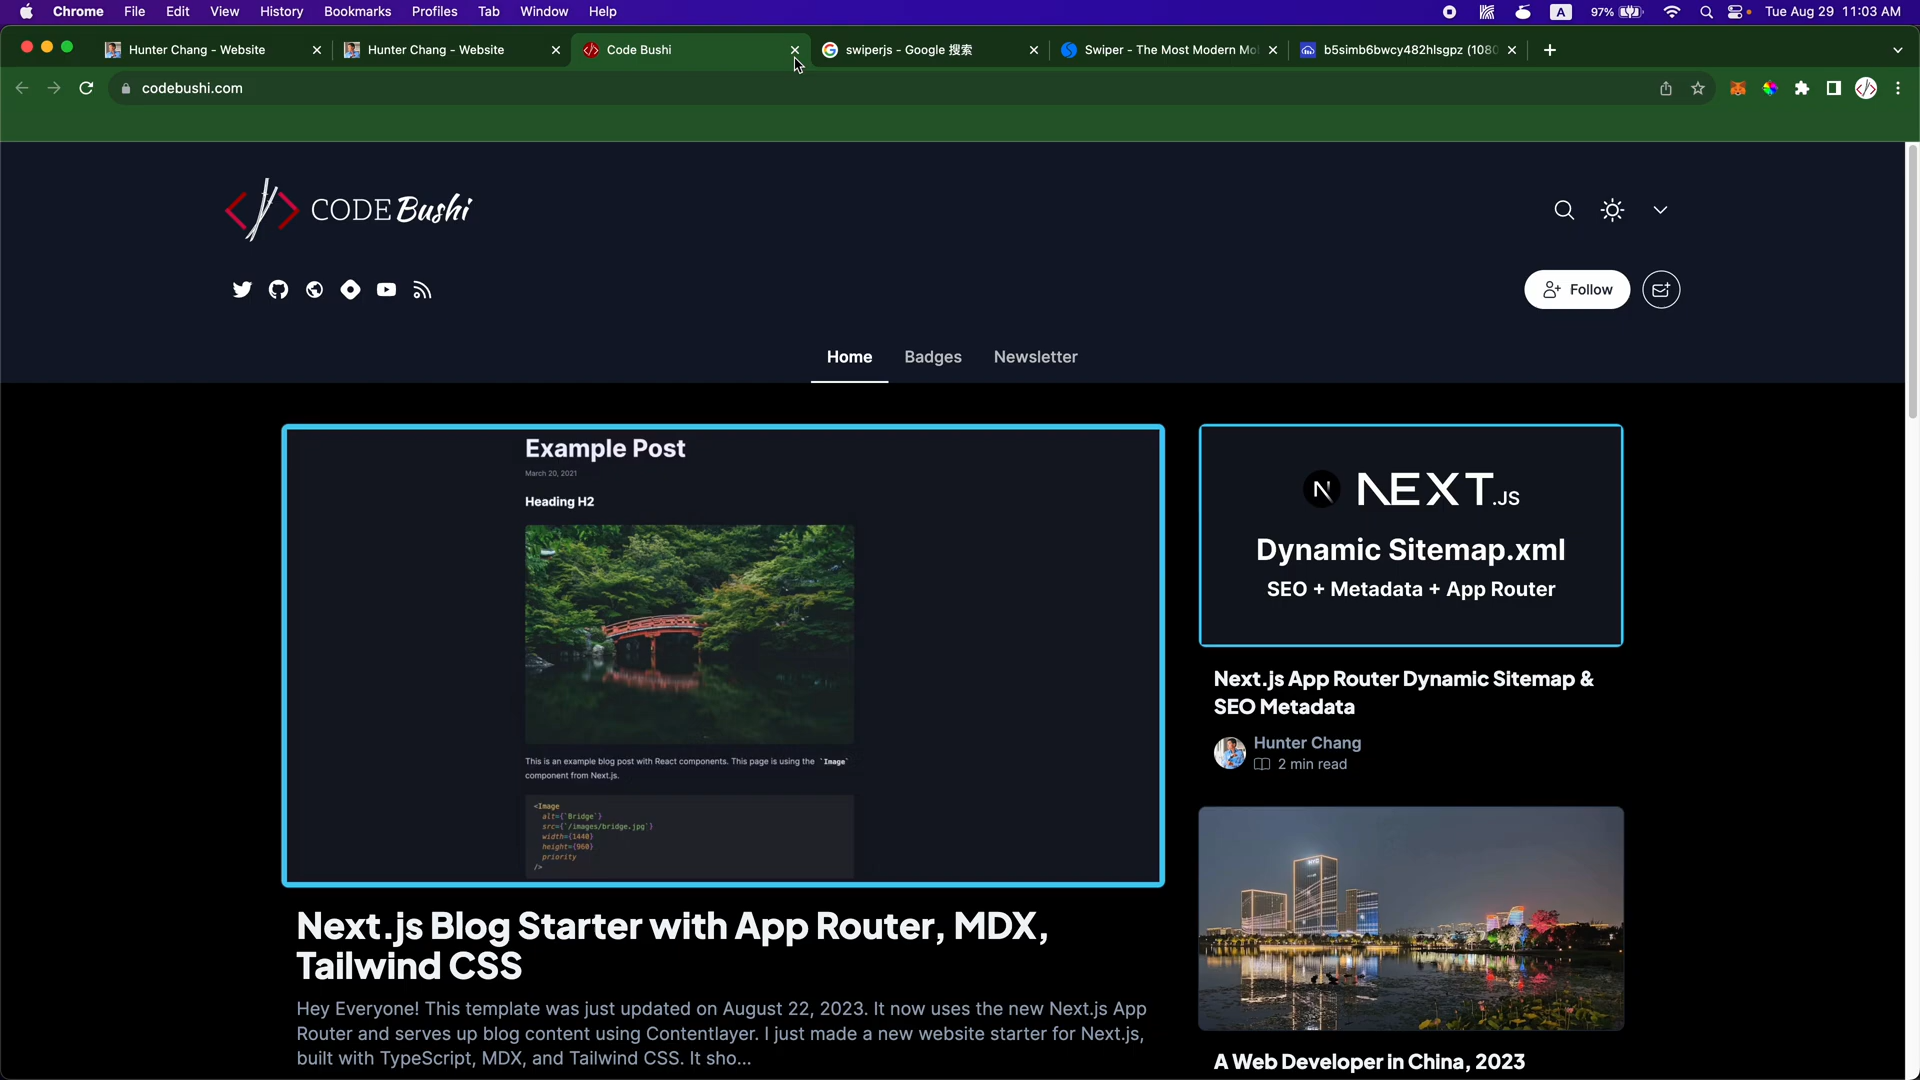 Chrome File Edit View History Bookmarks Profiles Tab Window Help A 97% Tue Aug 29 11:03 AM
Hunter Chang - Website Hunter Chang - Website Code Bushi swiperjs - Google 搜索 Swiper - The Most Modern Mo b5simb6bwcy482hlsgpz (1080
codebushi.com
CODE Bushi
Follow
Home Badges Newsletter
Example Post
March 20, 2021
Heading H2
This is an example blog post with React components. This page is using the `Image`
component from Next.js.
<Image
alt={`Bridge`}
src={`/images/bridge.jpg`}
width={1440}
height={960}
priority
/>
Next.js Blog Starter with App Router, MDX,
Tailwind CSS
Hey Everyone! This template was just updated on August 22, 2023. It now uses the new Next.js App
Router and serves up blog content using Contentlayer. I just made a new website starter for Next.js,
built with TypeScript, MDX, and Tailwind CSS. It sho...
N NEXT.JS
Dynamic Sitemap.xml
SEO + Metadata + App Router
Next.js App Router Dynamic Sitemap &
SEO Metadata
Hunter Chang
2 min read
A Web Developer in China, 2023